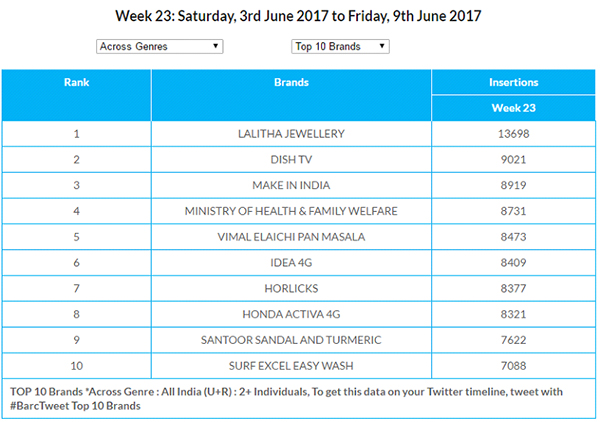 Week 23: Saturday, 3rd June 2017 to Friday, 9th June 2017
Across Genres Top 10 Brands
Rank Brands Insertions
Week 23
1 LALITHA JEWELLERY 13698
2 DISH TV 9021
3 MAKE IN INDIA 8919
4 MINISTRY OF HEALTH & FAMILY WELFARE 8731
5 VIMAL ELAICHI PAN MASALA 8473
6 IDEA 4G 8409
7 HORLICKS 8377
8 HONDA ACTIVA 4G 8321
9 SANTOOR SANDAL AND TURMERIC 7622
10 SURF EXCEL EASY WASH 7088
TOP 10 Brands *Across Genre : All India (U+R) : 2+ Individuals, To get this data on your Twitter timeline, tweet with
#BarcTweet Top 10 Brands